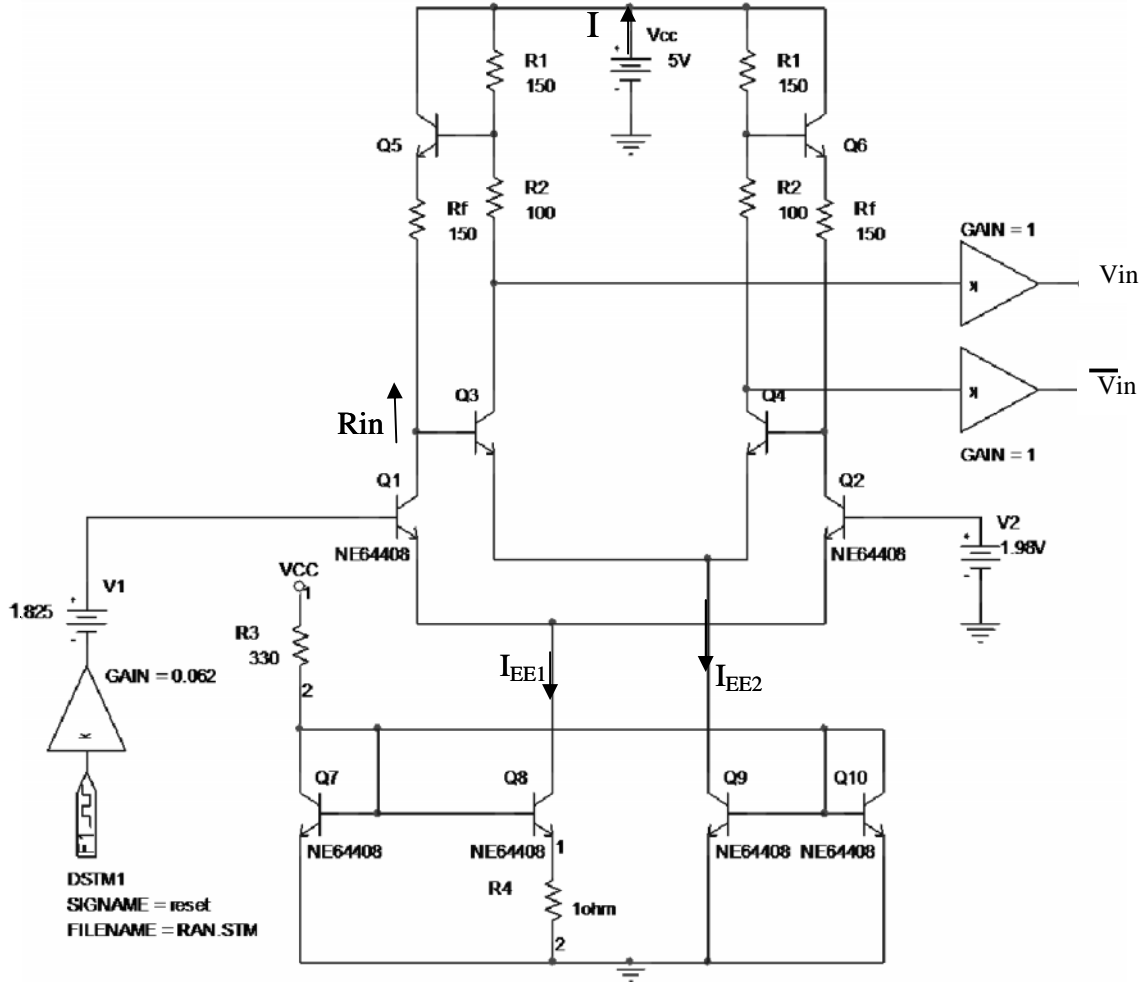 I
Vcc
5V
R1
150
R1
150
Q5
Q6
R2
100
R2
100
Rf
150
Rf
150
GAIN = 1
K
Vin
K
Vin
GAIN = 1
Rin
Q3
Q4
Q1
Q2
NE64408
NE64408
V2
1.98V
V1
1.825
VCC
1
R3
330
2
GAIN = 0.062
K
IEE1
IEE2
Q7
Q8
Q9
Q10
NE64408
NE64408
NE64408
NE64408
1
R4
1ohm
2
F1
DSTM1
SIGNAME = reset
FILENAME = RAN.STM